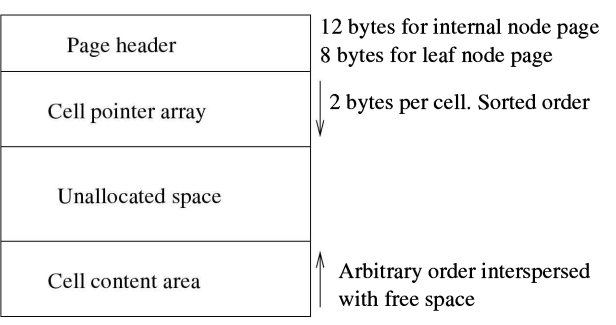 Page header
12 bytes for internal node page
8 bytes for leaf node page
Cell pointer array
2 bytes per cell. Sorted order
Unallocated space
Cell content area
Arbitrary order interspersed
with free space